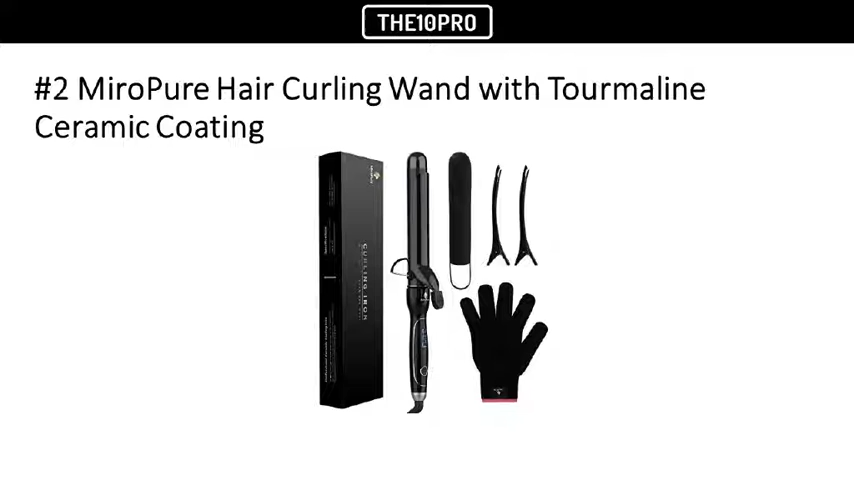 THE10PRO
#2 MiroPure Hair Curling Wand with Tourmaline
Ceramic Coating
CURLING IRON